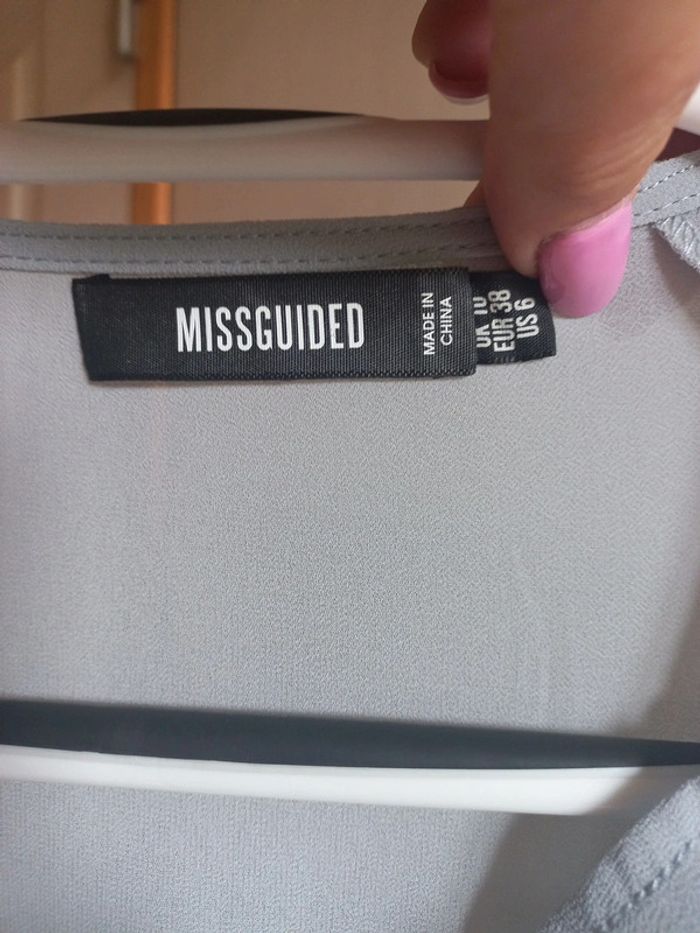 MISSGUIDED
MADE IN
CHINA
UK 10
EUR 38
US 6